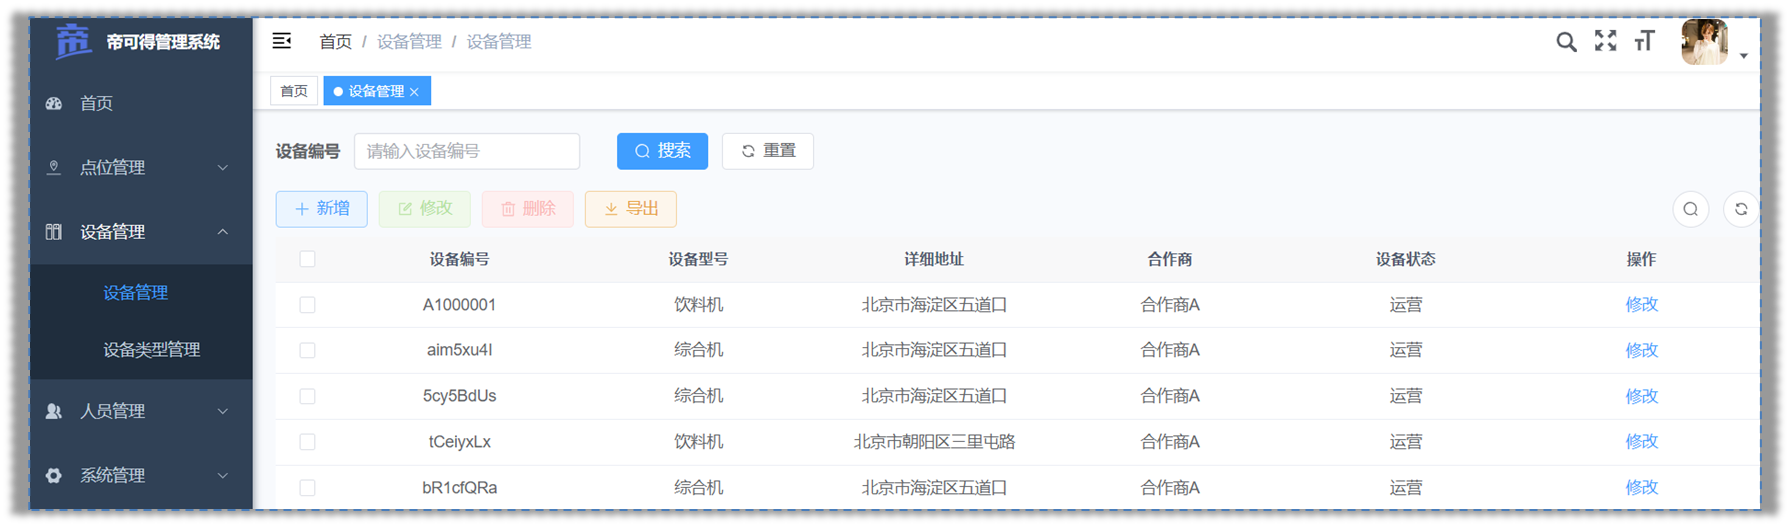 帝可得管理系统
首页 / 设备管理 / 设备管理
首页
设备管理 ×
首页
点位管理
设备管理
设备管理
设备类型管理
人员管理
系统管理
设备编号 请输入设备编号 搜索 重置
新增 修改 删除 导出
设备编号 设备型号 详细地址 合作商 设备状态 操作
A1000001 饮料机 北京市海淀区五道口 合作商A 运营 修改
aim5xu4I 综合机 北京市海淀区五道口 合作商A 运营 修改
5cy5BdUs 综合机 北京市海淀区五道口 合作商A 运营 修改
tCeiyxLx 饮料机 北京市朝阳区三里屯路 合作商A 运营 修改
bR1cfQRa 综合机 北京市海淀区五道口 合作商A 运营 修改